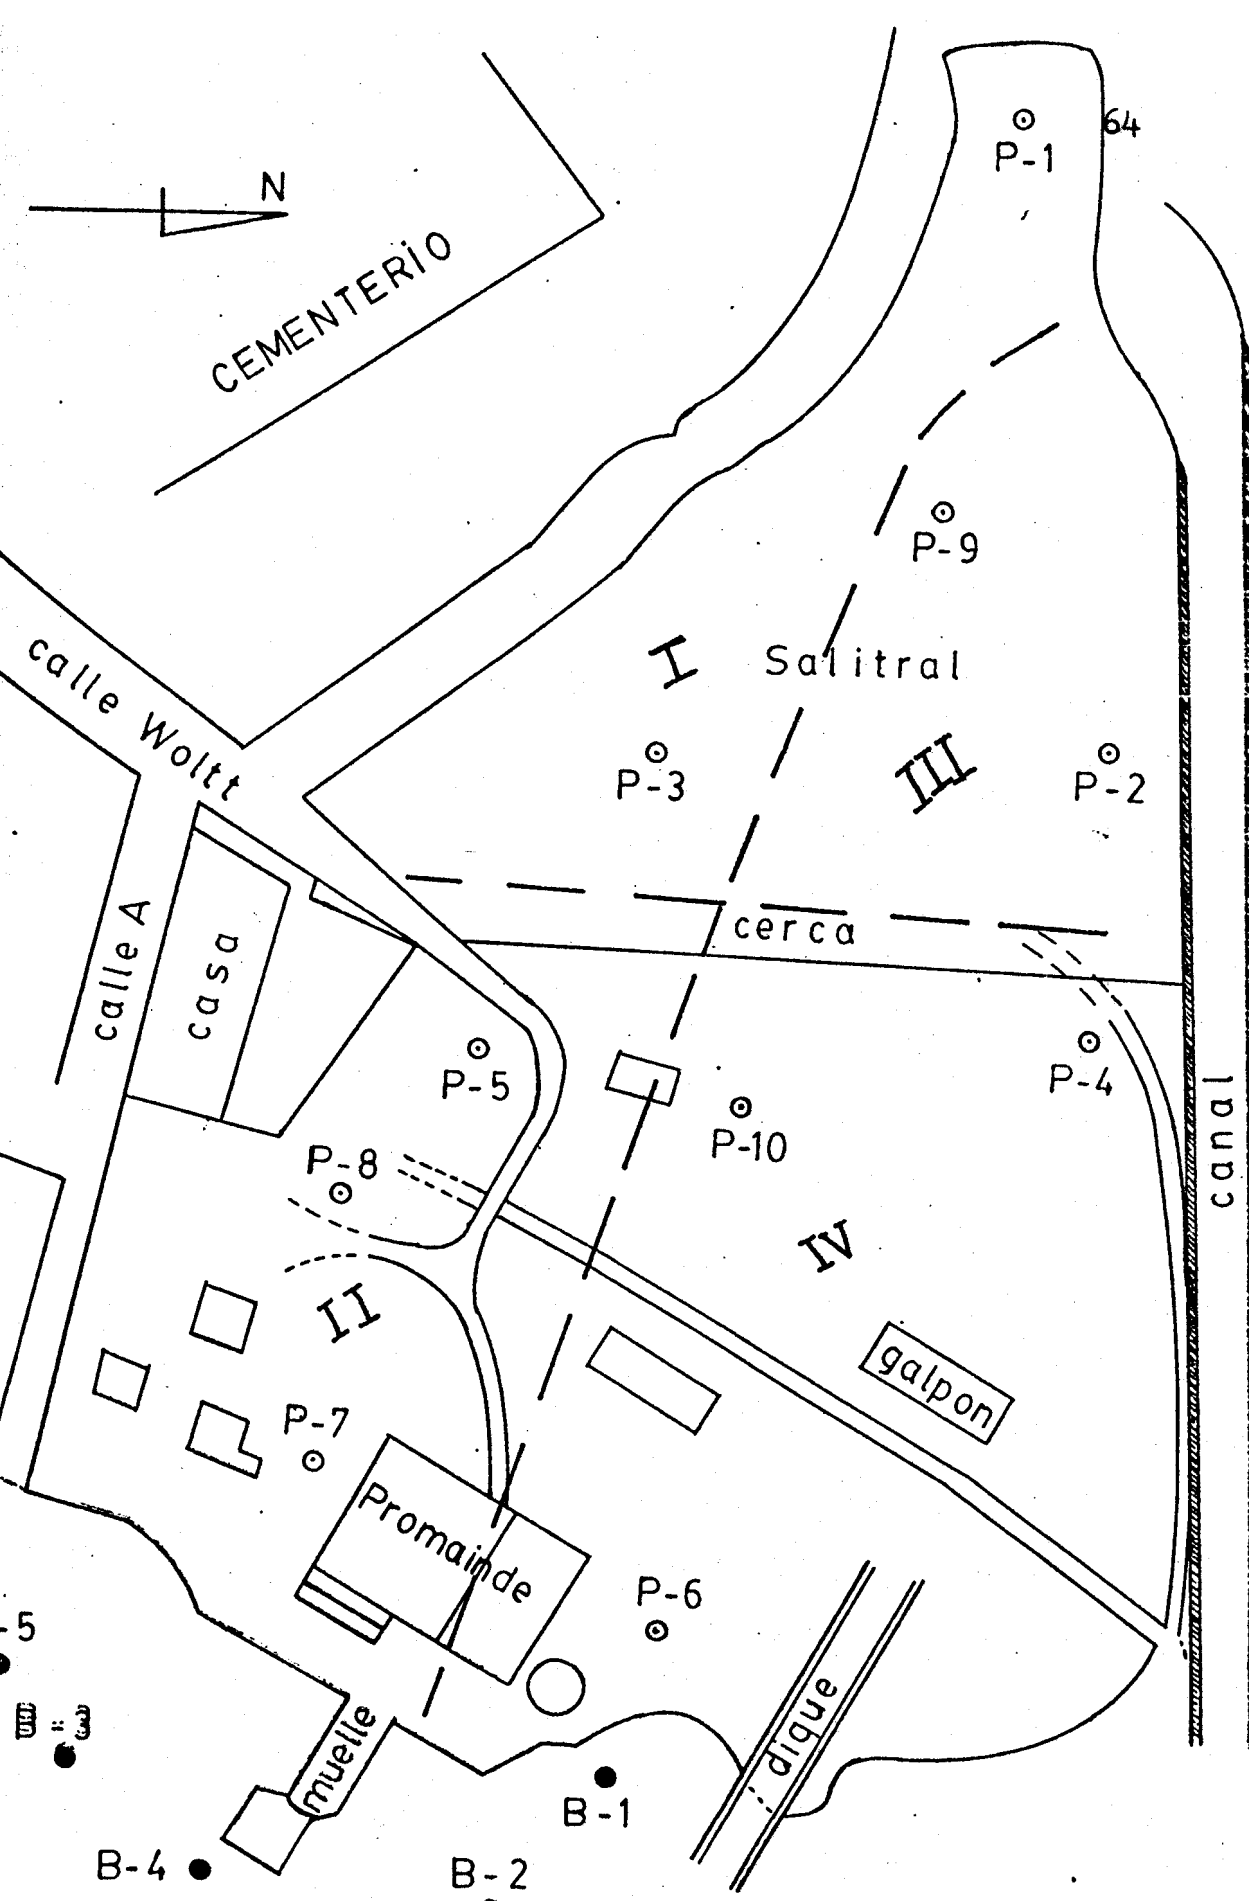 64
P-1
N
CEMENTERIO
P-9
calle Woltt
I
Salitral
P-3
III
P-2
calle A
casa
cerca
P-5
P-4
canal
P-10
P-8
IV
II
galpon
P-7
Promainde
P-6
-5
B-3
muelle
dique
B-1
B-4
B-2